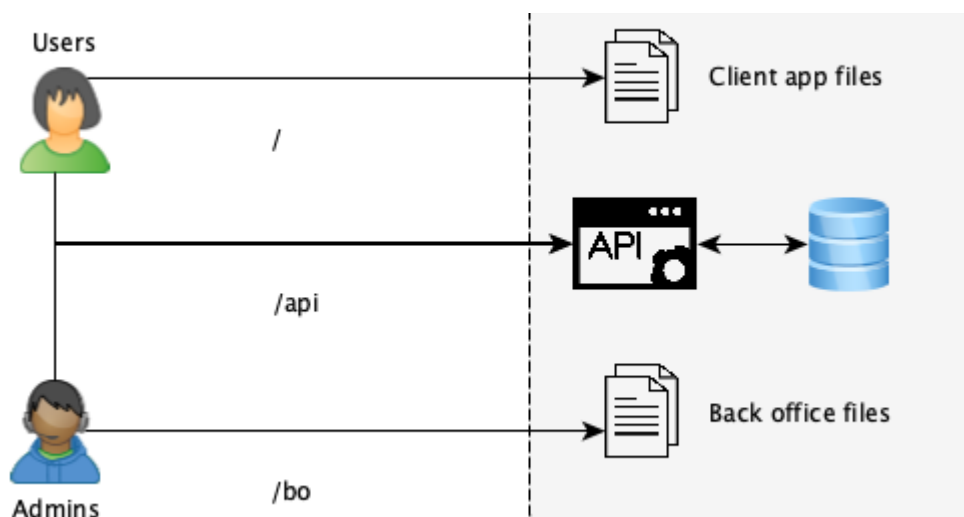 Users
Client app files
/
API
/api
Back office files
/bo
Admins